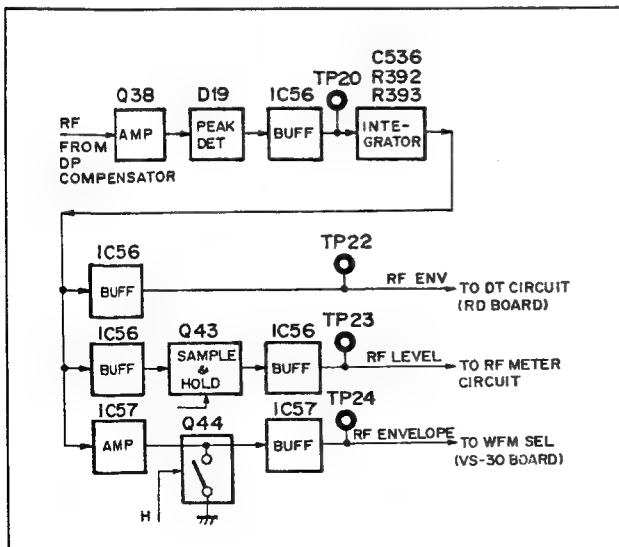 C536
R392
R393
TP20
Q38
D19
IC56
RF
FROM
DP
COMPENSATOR
AMP
PEAK
DET
BUFF
INTE-
GRATOR
IC56
BUFF
TP22
RF ENV
TO DT CIRCUIT
(RD BOARD)
IC56
BUFF
Q43
SAMPLE
&
HOLD
IC56
BUFF
TP23
RF LEVEL
TO RF METER
CIRCUIT
IC57
AMP
Q44
H
IC57
BUFF
TP24
RF ENVELOPE
TO WFM SEL
(VS-30 BOARD)